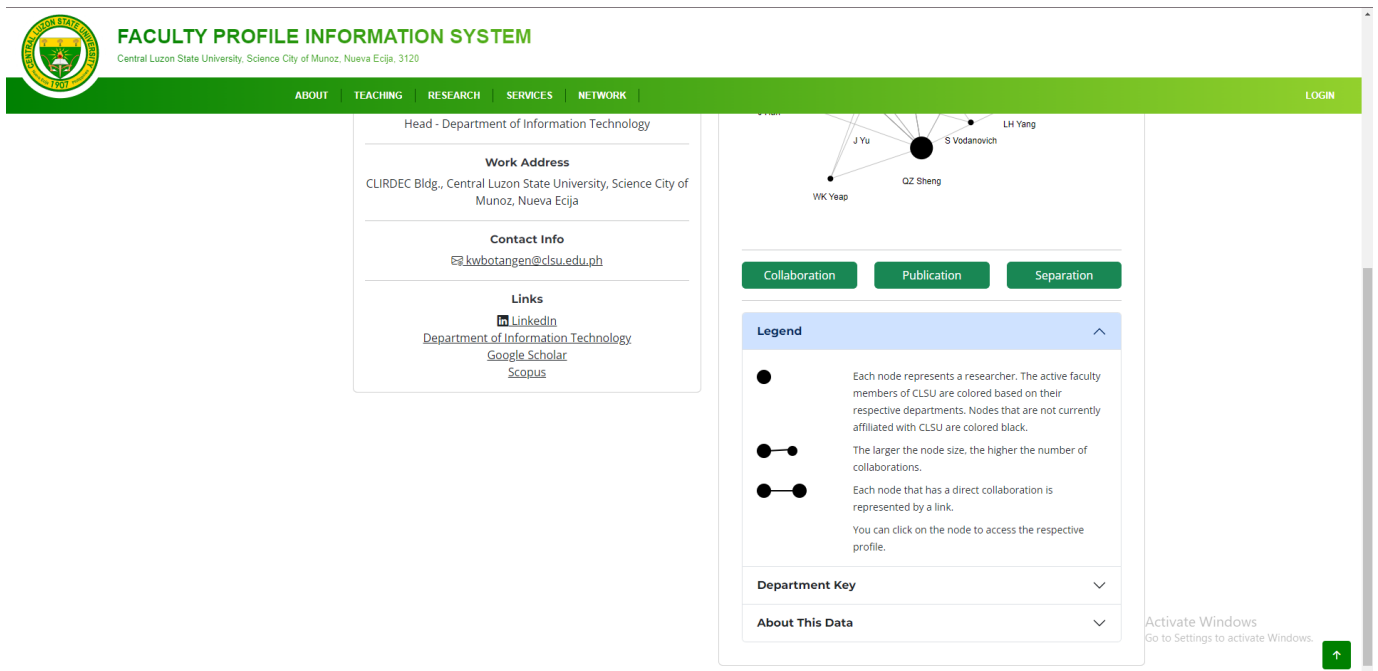 CENTRAL LUZON STATE UNIVERSITY
1907
FACULTY PROFILE INFORMATION SYSTEM
Central Luzon State University, Science City of Munoz, Nueva Ecija, 3120
ABOUT
TEACHING
RESEARCH
SERVICES
NETWORK
LOGIN
Head - Department of Information Technology
Work Address
CLIRDEC Bldg., Central Luzon State University, Science City of
Munoz, Nueva Ecija
Contact Info
kwbotangen@clsu.edu.ph
Links
LinkedIn
Department of Information Technology
Google Scholar
Scopus
LH Yang
J Yu
S Vodanovich
QZ Sheng
WK Yeap
Collaboration
Publication
Separation
Legend
Each node represents a researcher. The active faculty
members of CLSU are colored based on their
respective departments. Nodes that are not currently
affiliated with CLSU are colored black.
The larger the node size, the higher the number of
collaborations.
Each node that has a direct collaboration is
represented by a link.
You can click on the node to access the respective
profile.
Department Key
About This Data
Activate Windows
Go to Settings to activate Windows.